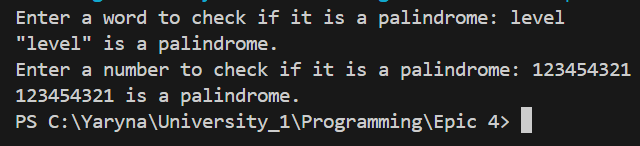 Enter a word to check if it is a palindrome: level
"level" is a palindrome.
Enter a number to check if it is a palindrome: 123454321
123454321 is a palindrome.
PS C:\Yaryna\University_1\Programming\Epic 4>